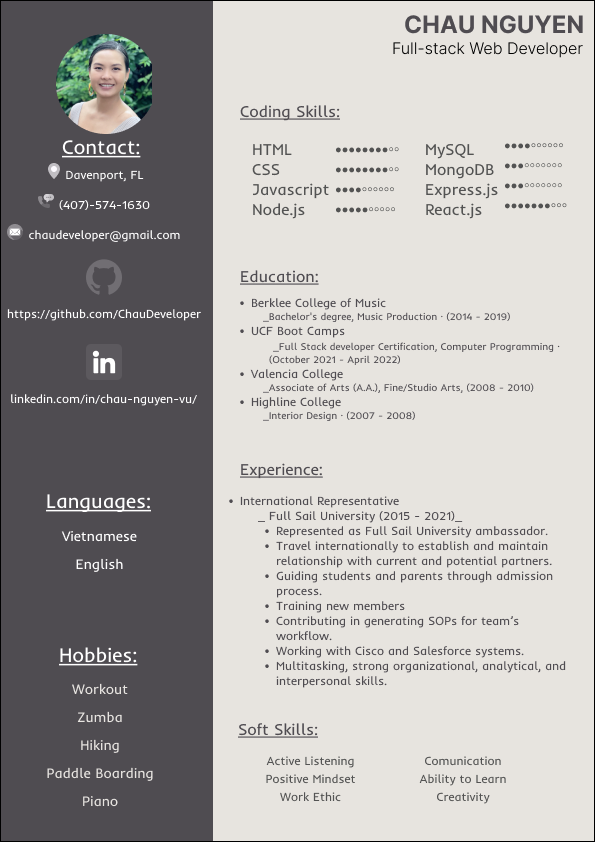 CHAU NGUYEN
Full-stack Web Developer
Contact:
Davenport, FL
(407)-574-1630
chaudeveloper@gmail.com
https://github.com/ChauDeveloper
in
linkedin.com/in/chau-nguyen-vu/
Languages:
Vietnamese
English
Hobbies:
Workout
Zumba
Hiking
Paddle Boarding
Piano
Coding Skills:
HTML
CSS
Javascript
Node.js
MySQL
MongoDB
Express.js
React.js
Education:
• Berklee College of Music
_Bachelor's degree, Music Production · (2014 - 2019)
• UCF Boot Camps
_Full Stack developer Certification, Computer Programming ·
(October 2021 - April 2022)
• Valencia College
_Associate of Arts (A.A.), Fine/Studio Arts, (2008 - 2010)
• Highline College
_Interior Design · (2007 - 2008)
Experience:
• International Representative
_ Full Sail University (2015 - 2021)_
• Represented as Full Sail University ambassador.
• Travel internationally to establish and maintain
relationship with current and potential partners.
• Guiding students and parents through admission
process.
• Training new members
• Contributing in generating SOPs for team's
workflow.
• Working with Cisco and Salesforce systems.
• Multitasking, strong organizational, analytical, and
interpersonal skills.
Soft Skills:
Active Listening
Positive Mindset
Work Ethic
Comunication
Ability to Learn
Creativity